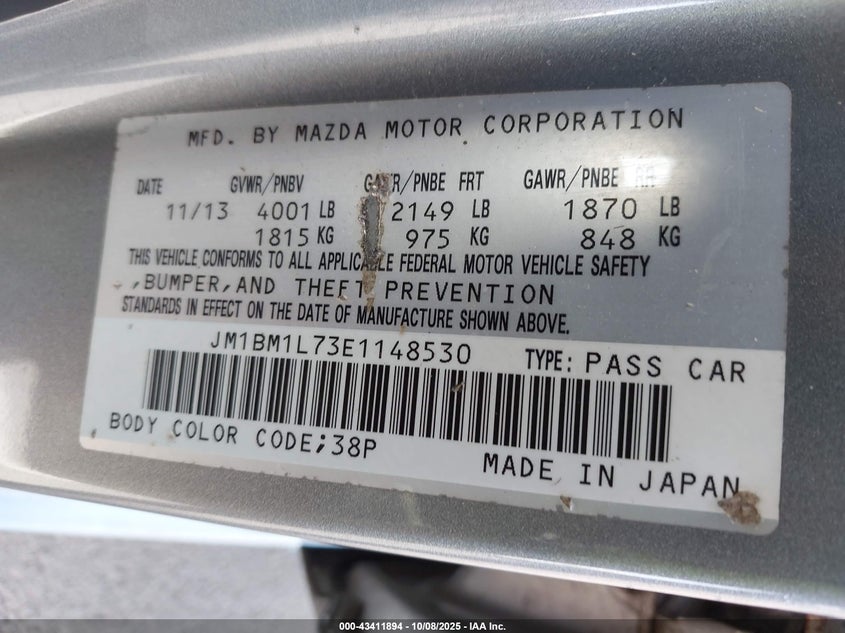 MFD. BY MAZDA MOTOR CORPORATION
DATE GVWR/PNBV GAWR/PNBE FRT GAWR/PNBE RR
11/13 4001 LB 2149 LB 1870 LB
1815 KG 975 KG 848 KG
THIS VEHICLE CONFORMS TO ALL APPLICABLE FEDERAL MOTOR VEHICLE SAFETY
,BUMPER,AND THEFT PREVENTION
STANDARDS IN EFFECT ON THE DATE OF MANUFACTURE SHOWN ABOVE.
JM1BM1L73E1148530 TYPE: PASS CAR
BODY COLOR CODE;38P
MADE IN JAPAN
000-43411894 - 10/08/2025 - IAA Inc.